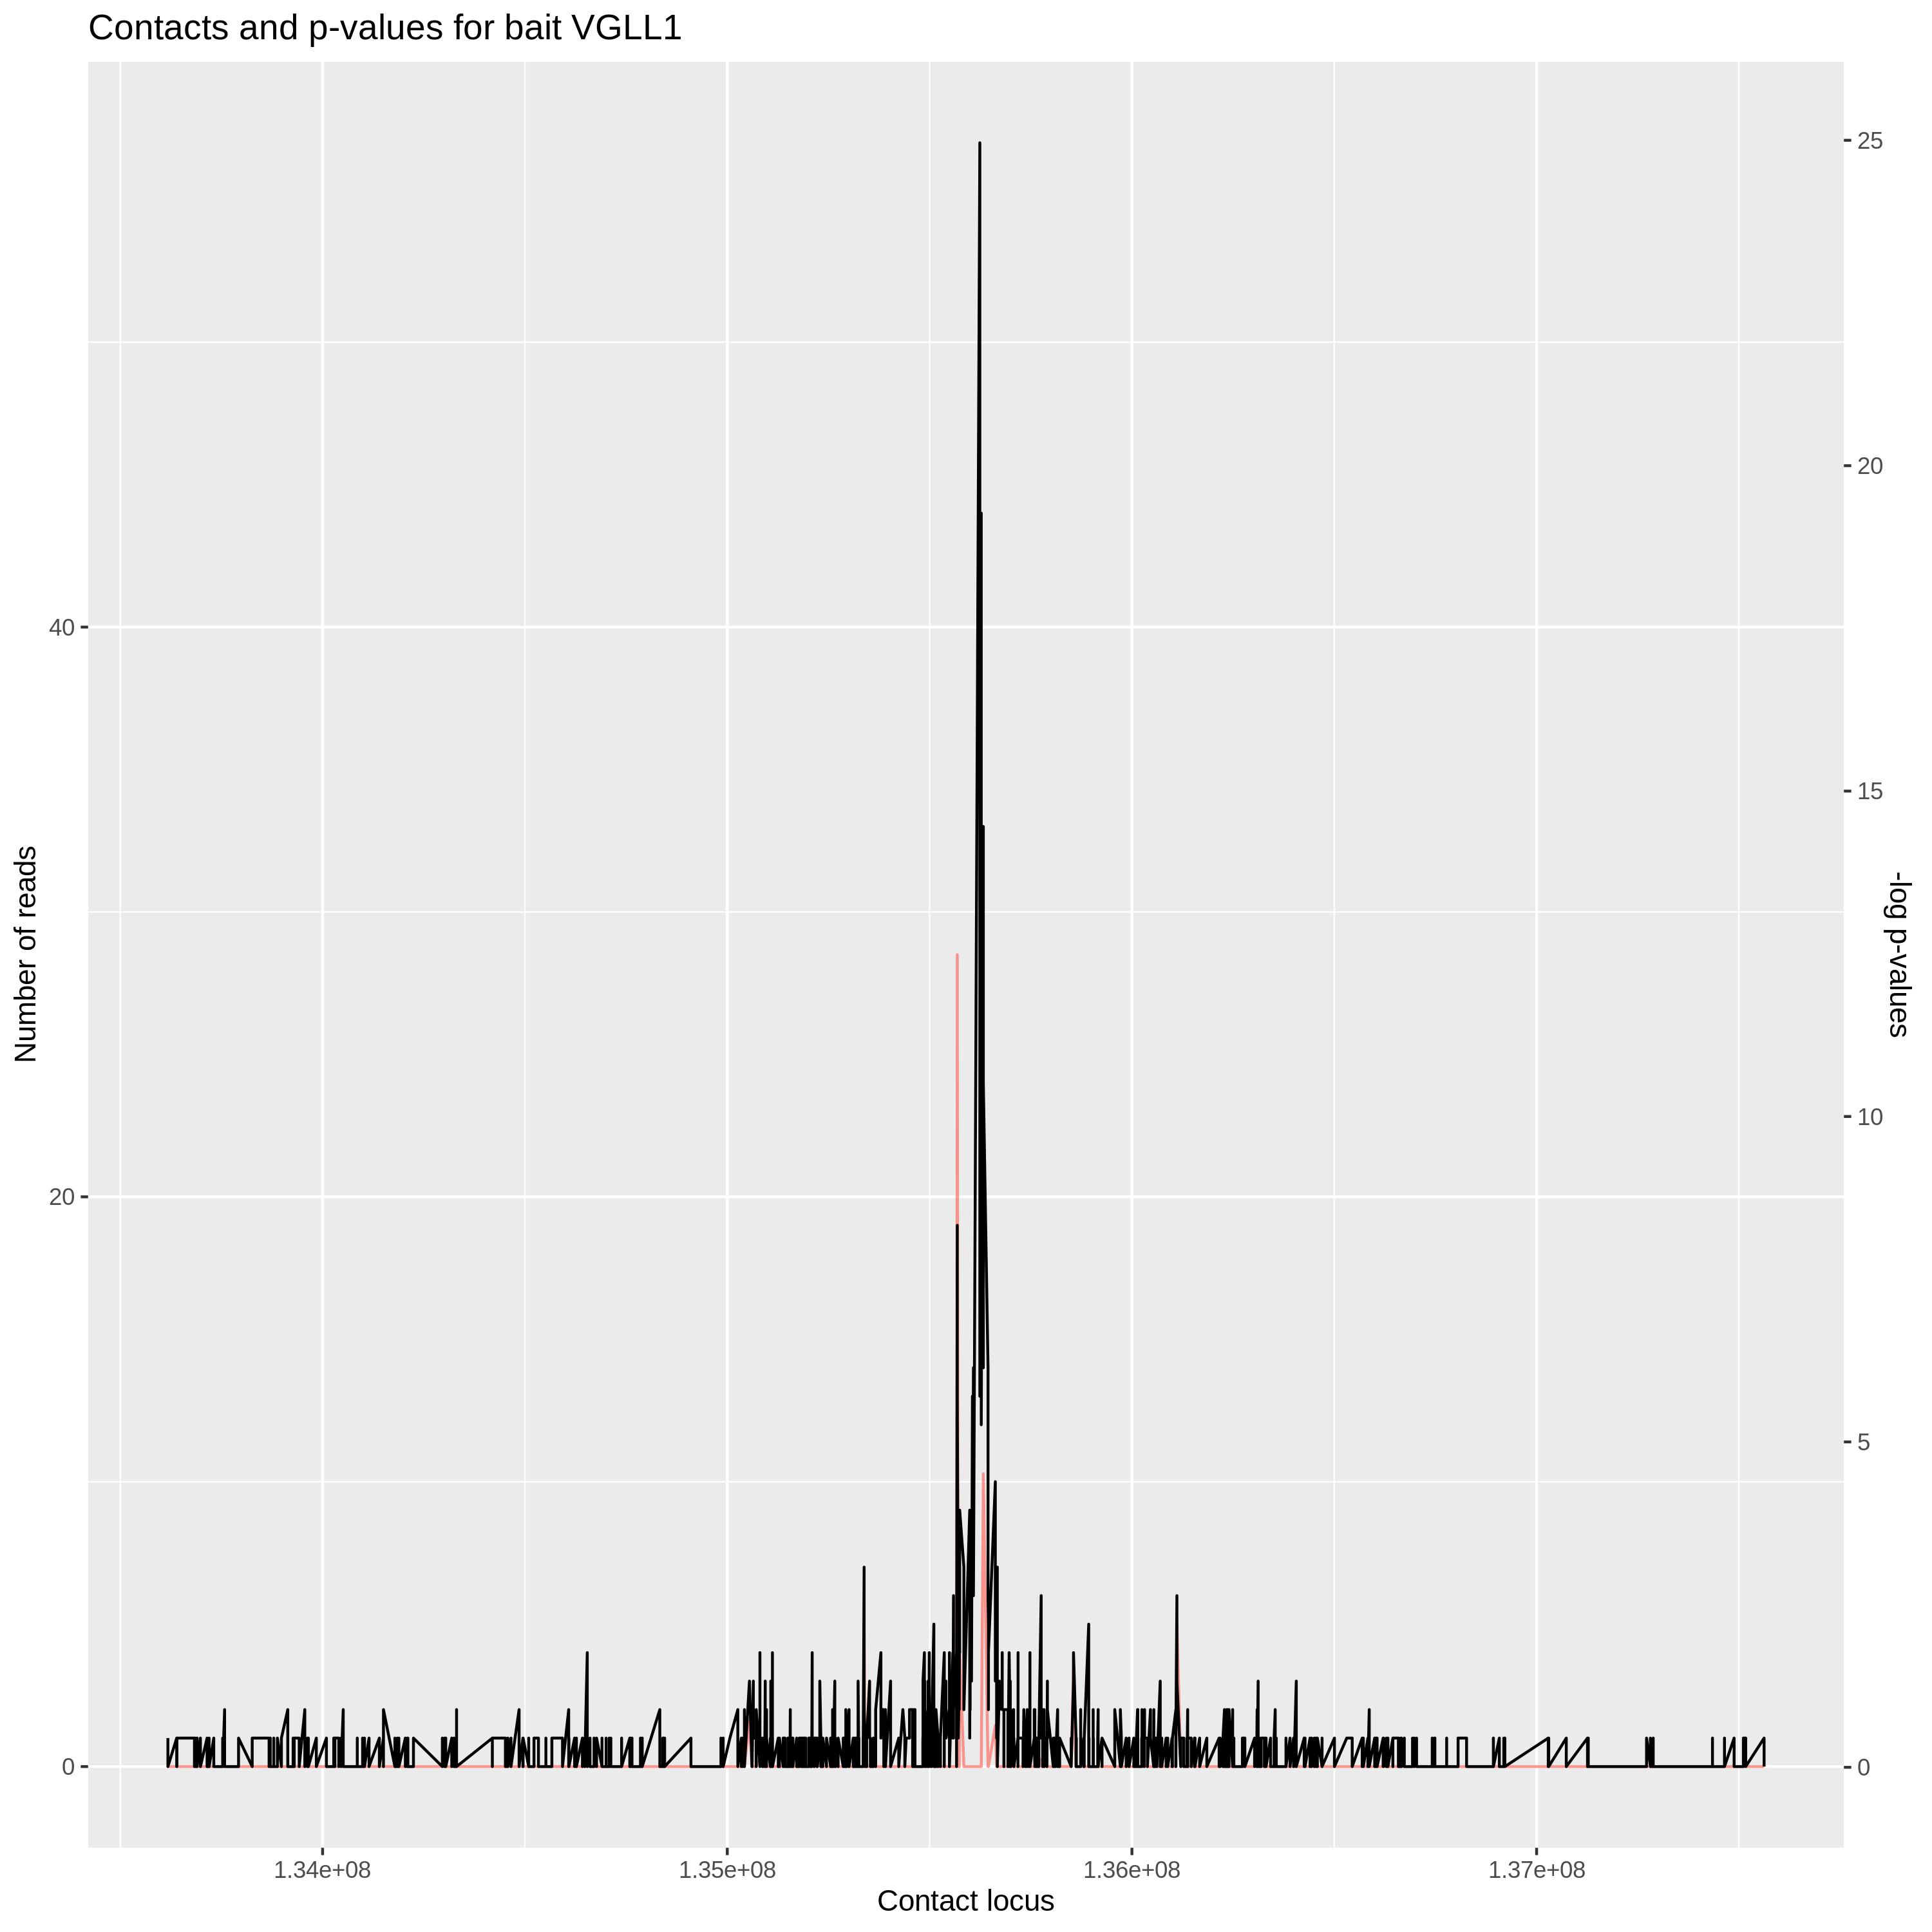 Contacts and p-values for bait VGLL1
25
20
40
15
Number of reads
-log p-values
10
20
5
0
0
1.34e+08
1.35e+08
1.36e+08
1.37e+08
Contact locus